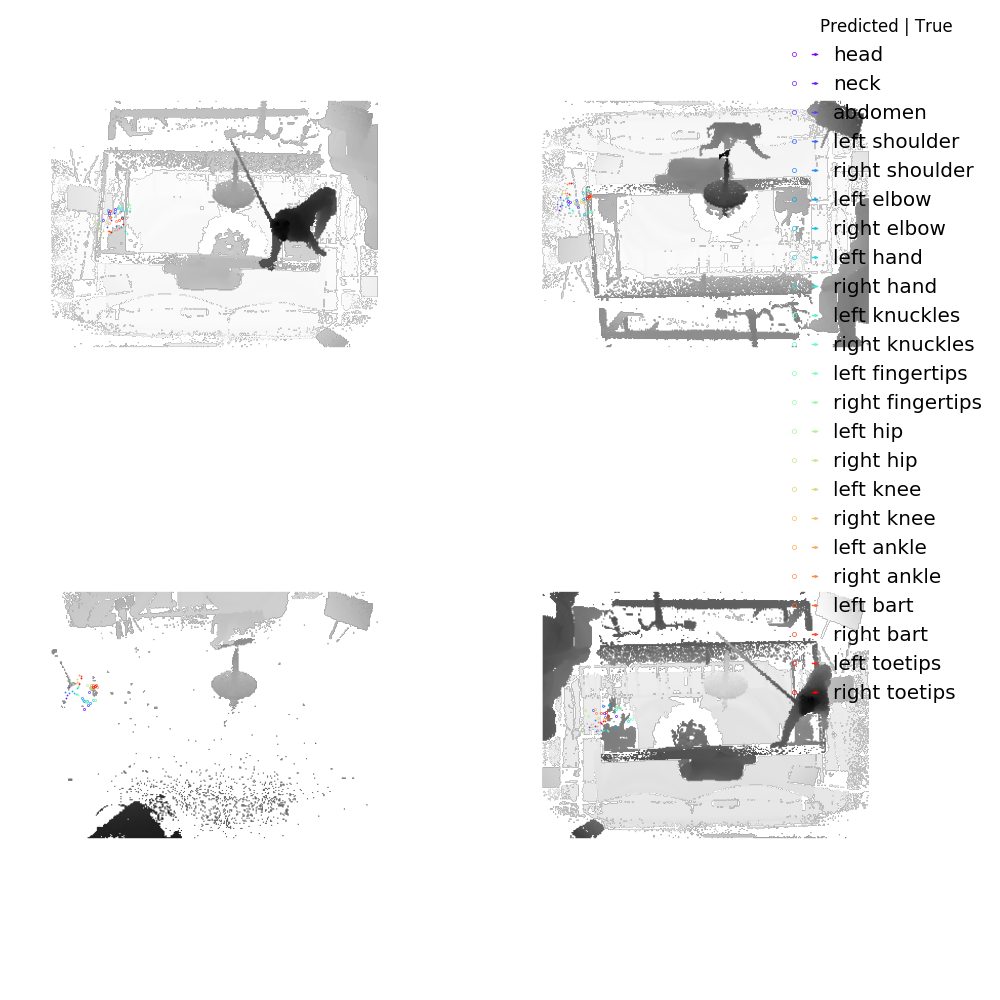 Predicted | True
head
neck
abdomen
left shoulder
right shoulder
left elbow
right elbow
left hand
right hand
left knuckles
right knuckles
left fingertips
right fingertips
left hip
right hip
left knee
right knee
left ankle
right ankle
left bart
right bart
left toetips
right toetips